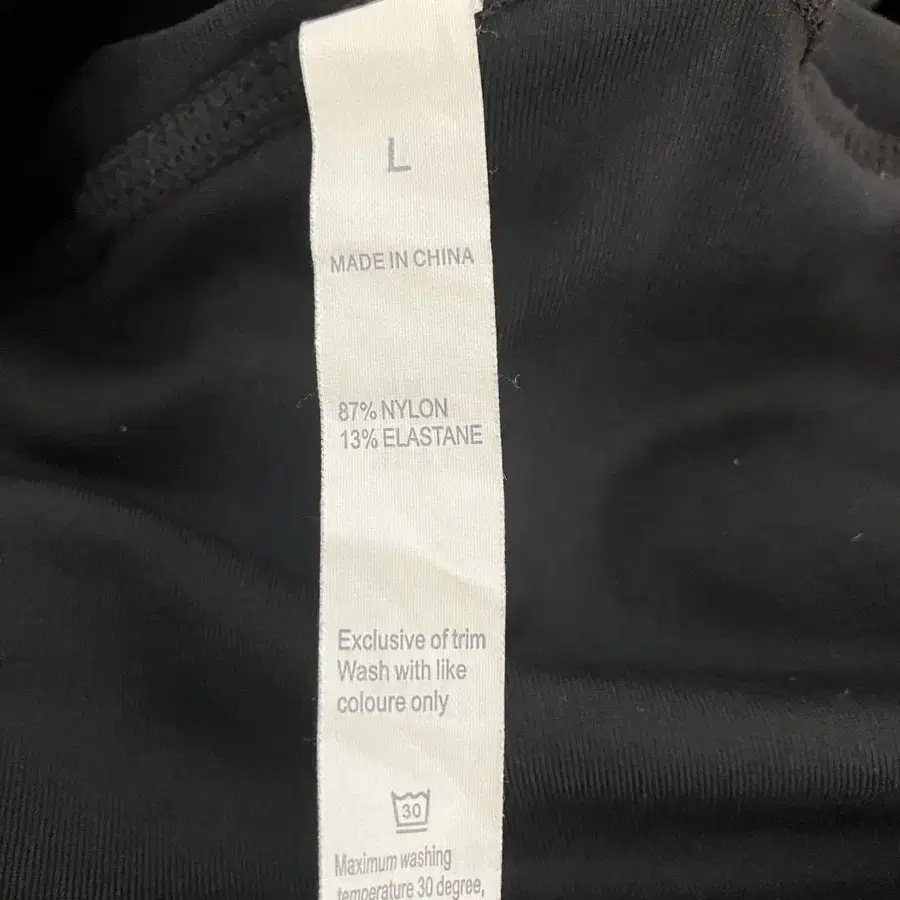 L
MADE IN CHINA
87% NYLON
13% ELASTANE
Exclusive of trim
Wash with like
coloure only
30
Maximum washing
temperature 30 degree,